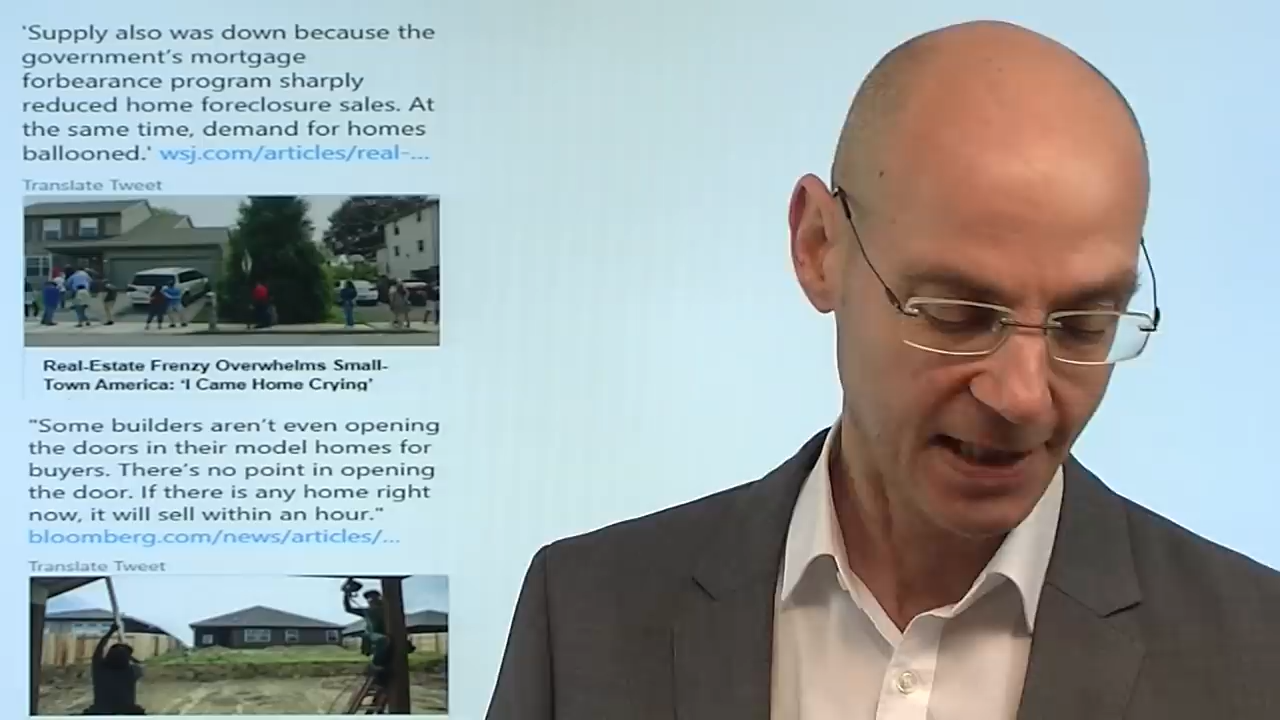 'Supply also was down because the
government's mortgage
forbearance program sharply
reduced home foreclosure sales. At
the same time, demand for homes
ballooned.' wsj.com/articles/real-...
Translate Tweet
Real-Estate Frenzy Overwhelms Small-
Town America: 'I Came Home Crying'
"Some builders aren't even opening
the doors in their model homes for
buyers. There's no point in opening
the door. If there is any home right
now, it will sell within an hour."
bloomberg.com/news/articles/...
Translate Tweet